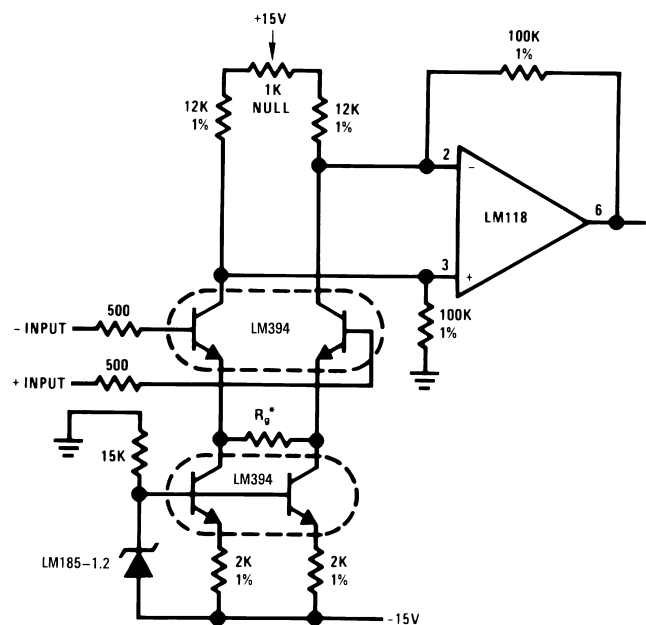 +15V
100K
1%
1K
NULL
12K
1%
12K
1%
2
−
LM118
6
3
+
100K
1%
500
− INPUT
LM394
500
+ INPUT
Rg*
15K
LM394
LM185–1.2
2K
1%
2K
1%
−15V